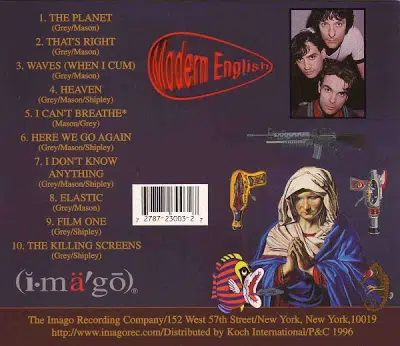 1. THE PLANET
(Grey/Mason)
2. THAT'S RIGHT
(Grey/Mason)
3. WAVES (WHEN I CUM)
(Grey/Mason)
4. HEAVEN
(Grey/Mason/Shipley)
5. I CAN'T BREATHE*
(Mason/Grey)
6. HERE WE GO AGAIN
(Grey/Mason/Shipley)
7. I DON'T KNOW
ANYTHING
(Grey/Mason/Shipley)
8. ELASTIC
(Grey/Mason)
9. FILM ONE
(Grey/Shipley)
10. THE KILLING SCREENS
(Grey/Shipley)
Modern English
7 2787-23003-2 7
(ĭ·mä'gō)®
The Imago Recording Company/152 West 57th Street/New York, New York,10019
http://www.imagorec.com/Distributed by Koch International/P&C 1996